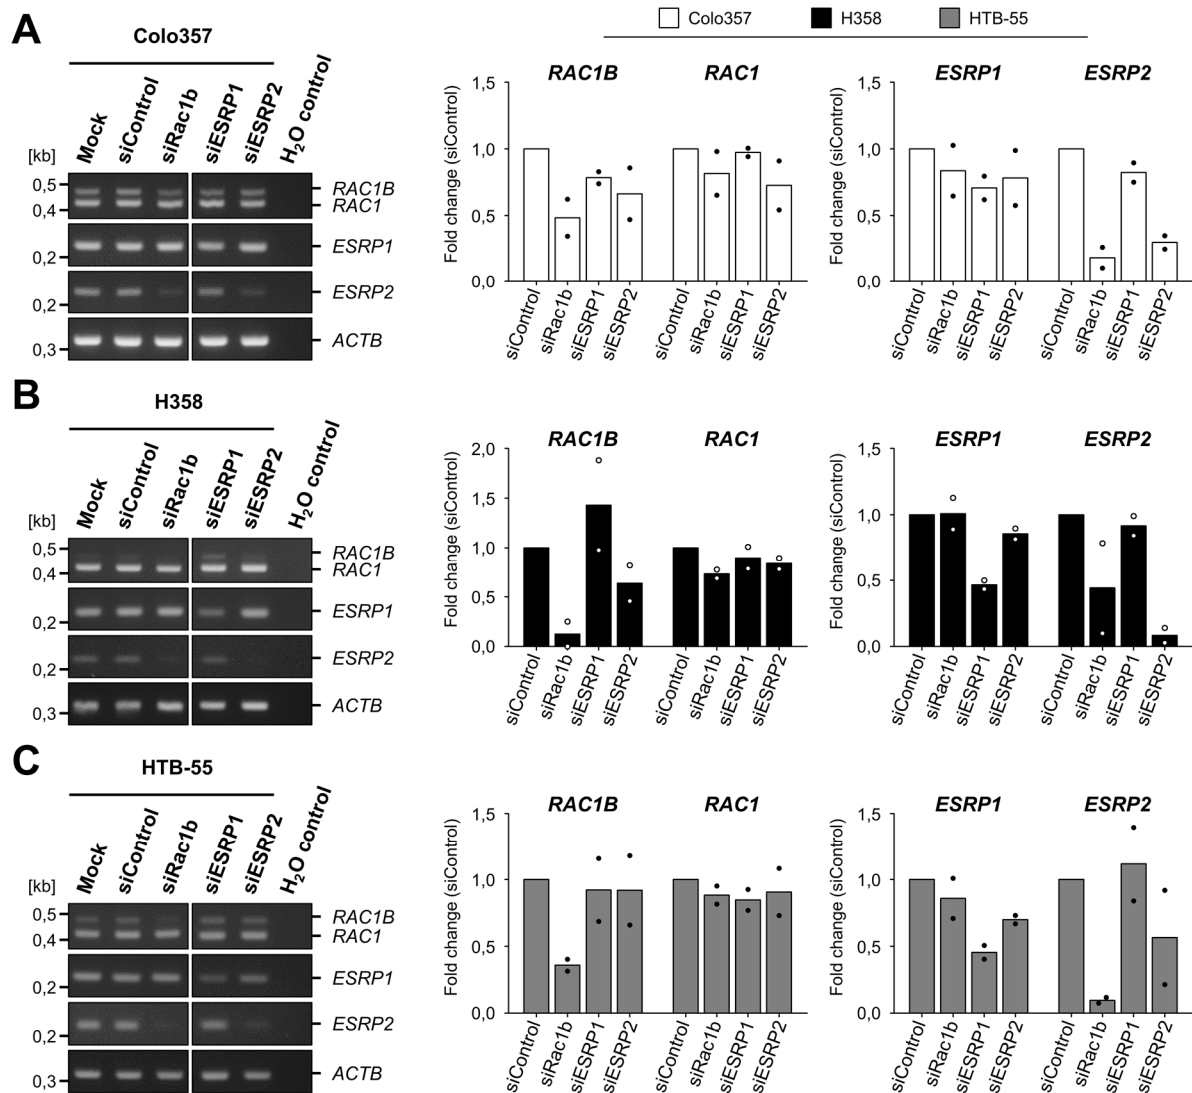 Colo357 H358 HTB-55
A
Colo357
Mock siControl siRac1b siESRP1 siESRP2 H2O control
[kb]
0,5 RAC1B
0,4 RAC1
ESRP1
0,2
ESRP2
0,2
ACTB
0,3
RAC1B RAC1
Fold change (siControl)
1,5
1,0
0,5
0,0
siControl siRac1b siESRP1 siESRP2 siControl siRac1b siESRP1 siESRP2
ESRP1 ESRP2
Fold change (siControl)
1,5
1,0
0,5
0,0
siControl siRac1b siESRP1 siESRP2 siControl siRac1b siESRP1 siESRP2
B
H358
Mock siControl siRac1b siESRP1 siESRP2 H2O control
[kb]
0,5 RAC1B
0,4 RAC1
ESRP1
0,2
ESRP2
0,2
ACTB
0,3
RAC1B RAC1
Fold change (siControl)
2,0
1,5
1,0
0,5
0,0
siControl siRac1b siESRP1 siESRP2 siControl siRac1b siESRP1 siESRP2
ESRP1 ESRP2
Fold change (siControl)
1,5
1,0
0,5
0,0
siControl siRac1b siESRP1 siESRP2 siControl siRac1b siESRP1 siESRP2
C
HTB-55
Mock siControl siRac1b siESRP1 siESRP2 H2O control
[kb]
0,5 RAC1B
0,4 RAC1
ESRP1
0,2
ESRP2
0,2
ACTB
0,3
RAC1B RAC1
Fold change (siControl)
1,5
1,0
0,5
0,0
siControl siRac1b siESRP1 siESRP2 siControl siRac1b siESRP1 siESRP2
ESRP1 ESRP2
Fold change (siControl)
1,5
1,0
0,5
0,0
siControl siRac1b siESRP1 siESRP2 siControl siRac1b siESRP1 siESRP2